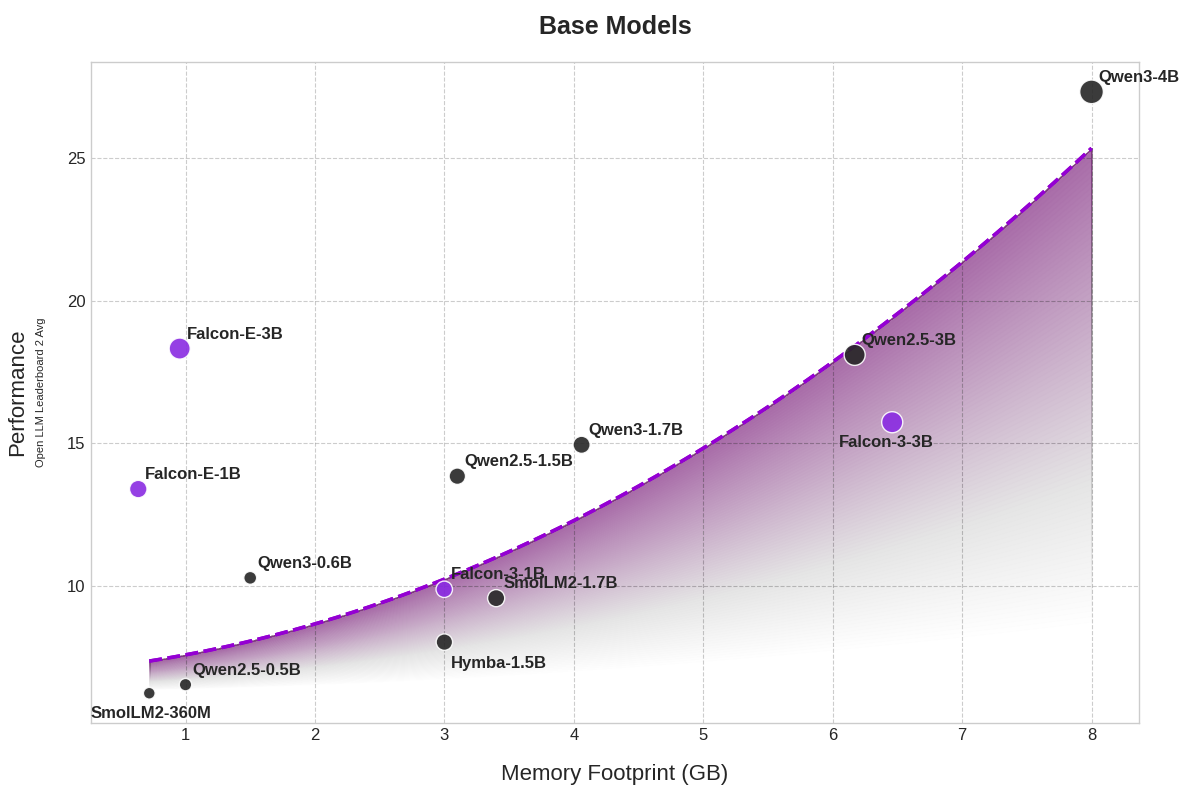 Base Models
Qwen3-4B
25
20
Falcon-E-3B
Qwen2.5-3B
Performance
Open LLM Leaderboard 2 Avg
15
Qwen3-1.7B
Falcon-3-3B
Qwen2.5-1.5B
Falcon-E-1B
Qwen3-0.6B
Falcon-3-1B
SmolLM2-1.7B
10
Hymba-1.5B
Qwen2.5-0.5B
SmolLM2-360M
1 2 3 4 5 6 7 8
Memory Footprint (GB)